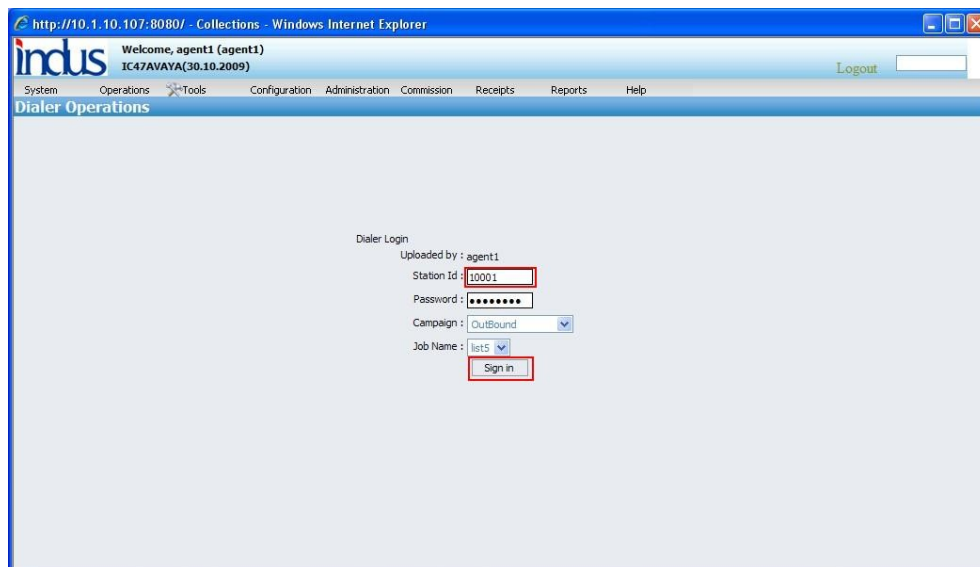 http://10.1.10.107:8080/ - Collections - Windows Internet Explorer
indus
Welcome, agent1 (agent1)
IC47AVAYA(30.10.2009)
Logout
System Operations Tools Configuration Administration Commission Receipts Reports Help
Dialer Operations
Dialer Login
Uploaded by : agent1
Station Id : 10001
Password : ••••••••
Campaign : OutBound
Job Name : list5
Sign in